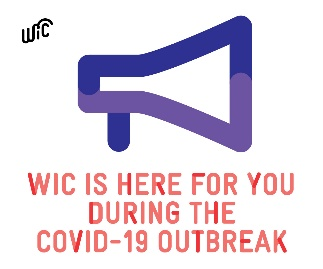 WiC
WIC IS HERE FOR YOU
DURING THE
COVID-19 OUTBREAK